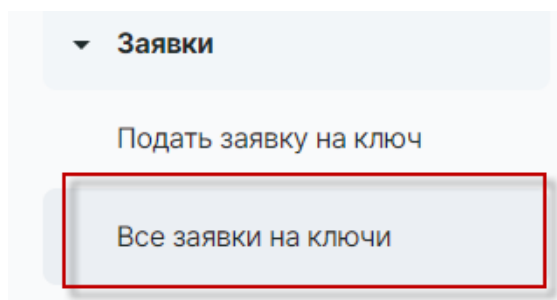 Заявки
Подать заявку на ключ
Все заявки на ключи